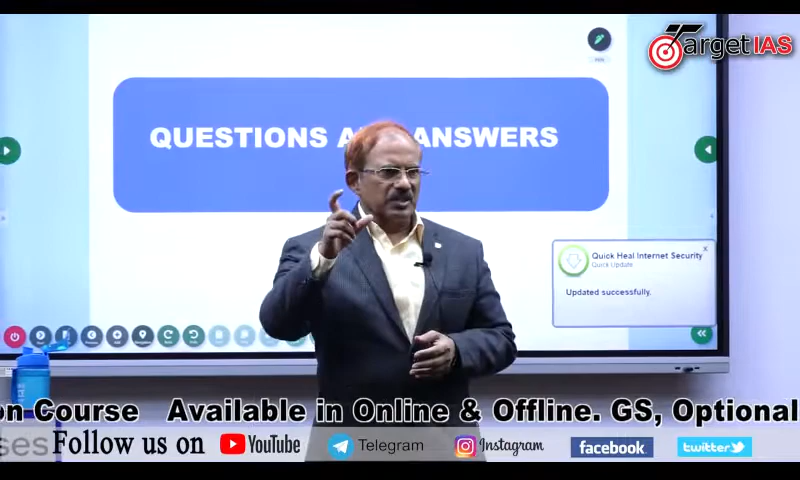 Target IAS
QUESTIONS A ANSWERS
Quick Heal Internet Security x
Quick Update
Updated successfully.
on Course Available in Online & Offline. GS, Optional
ses Follow us on YouTube Telegram Instagram facebook twitter